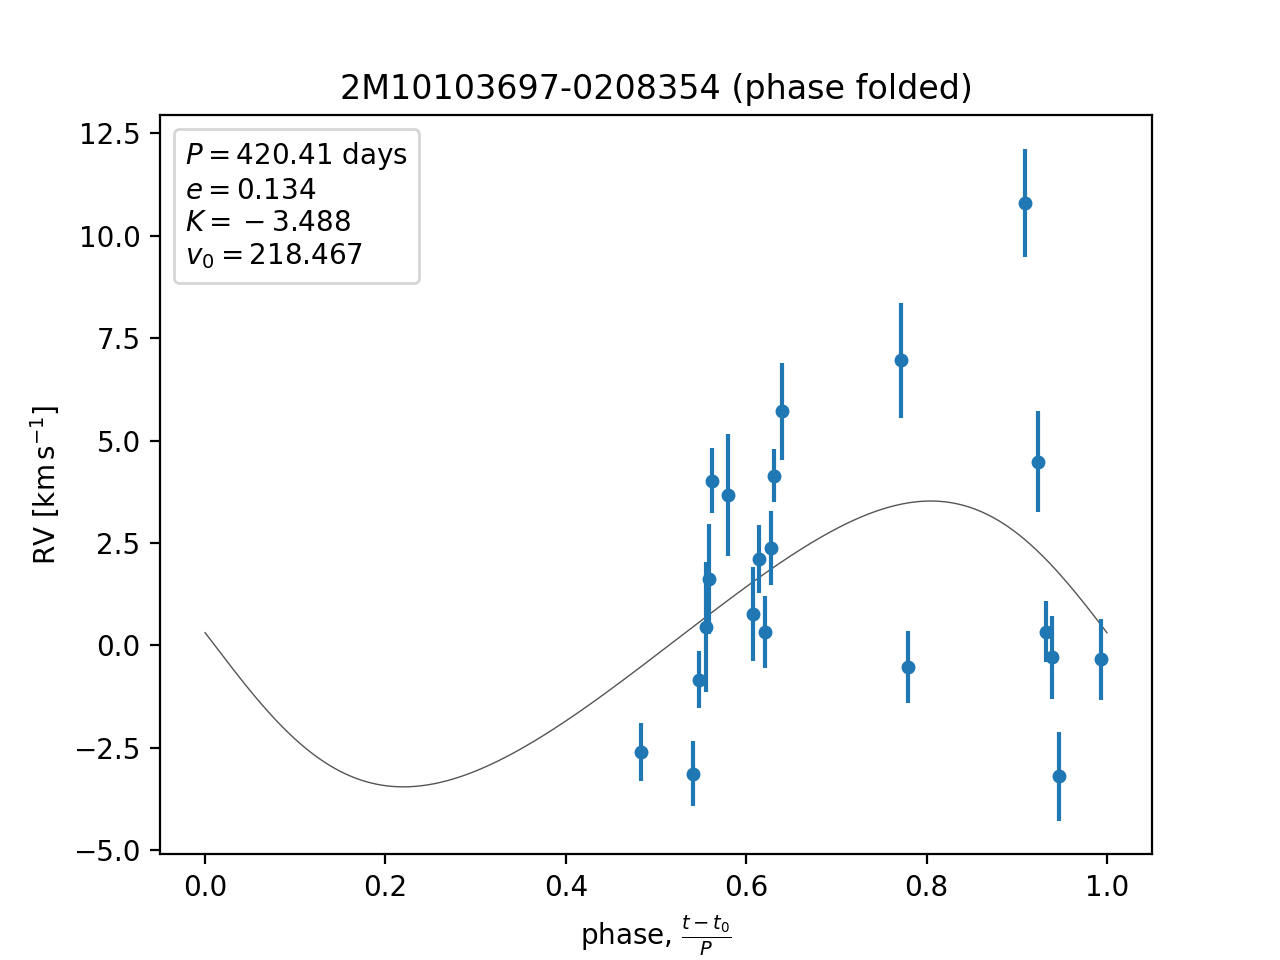 2M10103697-0208354 (phase folded)
P = 420.41 days
e = 0.134
K = −3.488
v₀ = 218.467
12.5
10.0
7.5
5.0
2.5
0.0
−2.5
−5.0
RV [km s⁻¹]
0.0 0.2 0.4 0.6 0.8 1.0
phase, (t − t₀)/P